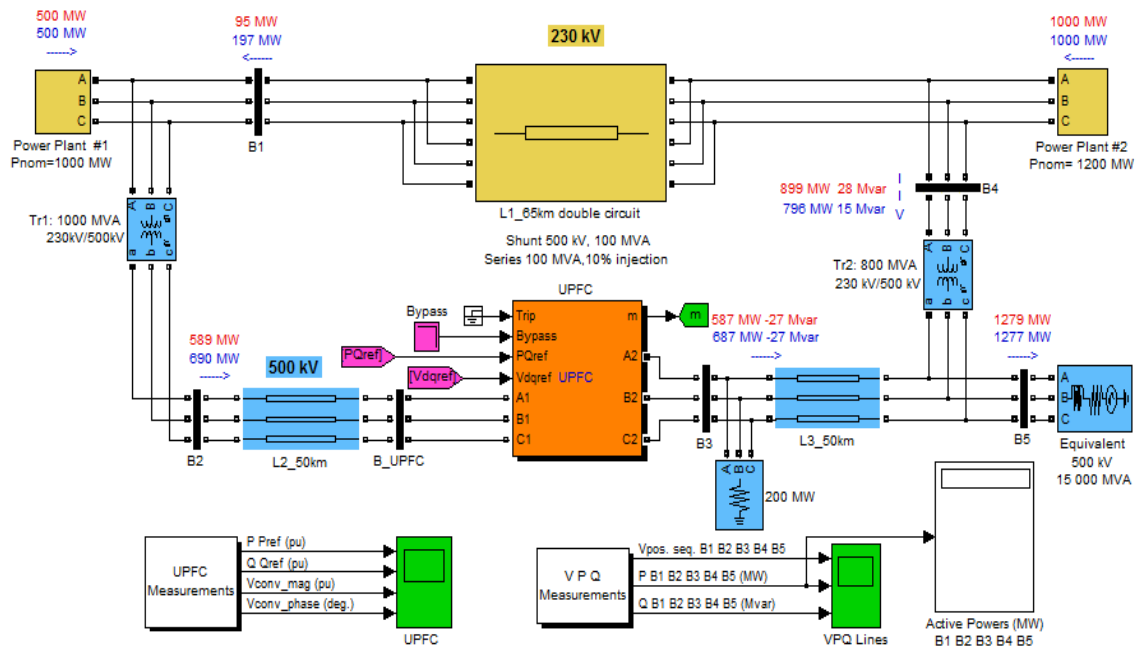 500 MW
500 MW
------>
95 MW
197 MW
<------
230 kV
1000 MW
1000 MW
<------
A
B
C
Power Plant #1
Pnom=1000 MW
B1
L1_65km double circuit
A
B
C
Power Plant #2
Pnom= 1200 MW
899 MW 28 Mvar
796 MW 15 Mvar
I
I
V
B4
A B C
a b c
Tr1: 1000 MVA
230kV/500kV
Shunt 500 kV, 100 MVA
Series 100 MVA,10% injection
A B C
a b c
Tr2: 800 MVA
230 kV/500 kV
UPFC
Bypass
Trip
Bypass
PQref
Vdqref
A1
B1
C1
UPFC
m
A2
B2
C2
m
PQref]
[Vdqref]
589 MW
690 MW
------>
500 kV
587 MW -27 Mvar
687 MW -27 Mvar
------>
1279 MW
1277 MW
------>
B2
L2_50km
B_UPFC
B3
L3_50km
B5
A
B
C
Equivalent
500 kV
15 000 MVA
A B C
200 MW
UPFC
Measurements
P Pref (pu)
Q Qref (pu)
Vconv_mag (pu)
Vconv_phase (deg.)
UPFC
V P Q
Measurements
Vpos. seq. B1 B2 B3 B4 B5
P B1 B2 B3 B4 B5 (MW)
Q B1 B2 B3 B4 B5 (Mvar)
VPQ Lines
Active Powers (MW)
B1 B2 B3 B4 B5